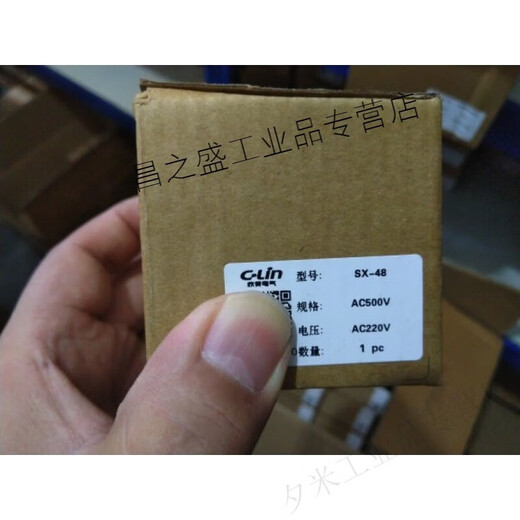 昌之盛工业品专营店
C-Lin
欣灵电气
型号: SX-48
规格: AC500V
电压: AC220V
数量: 1 pc
夕米工业